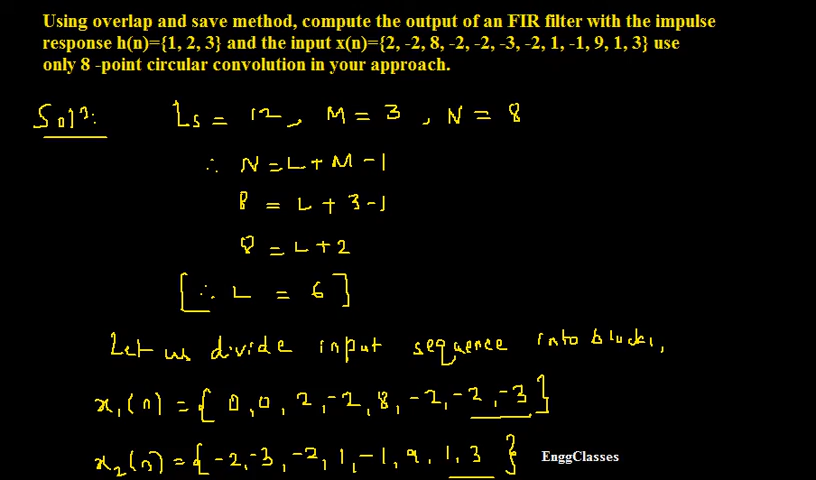 Using overlap and save method, compute the output of an FIR filter with the impulse
response h(n)={1, 2, 3} and the input x(n)={2, -2, 8, -2, -2, -3, -2, 1, -1, 9, 1, 3} use
only 8 -point circular convolution in your approach.
Soln: Ls = 12, M = 3, N = 8
∴ N = L + M - 1
8 = L + 3 - 1
8 = L + 2
[∴ L = 6]
Let us divide input sequence into blocks,
x₁(n) = { 0, 0, 2, -2, 8, -2, -2, -3 }
x₂(n) = { -2, -3, -2, 1, -1, 9, 1, 3 }
EnggClasses